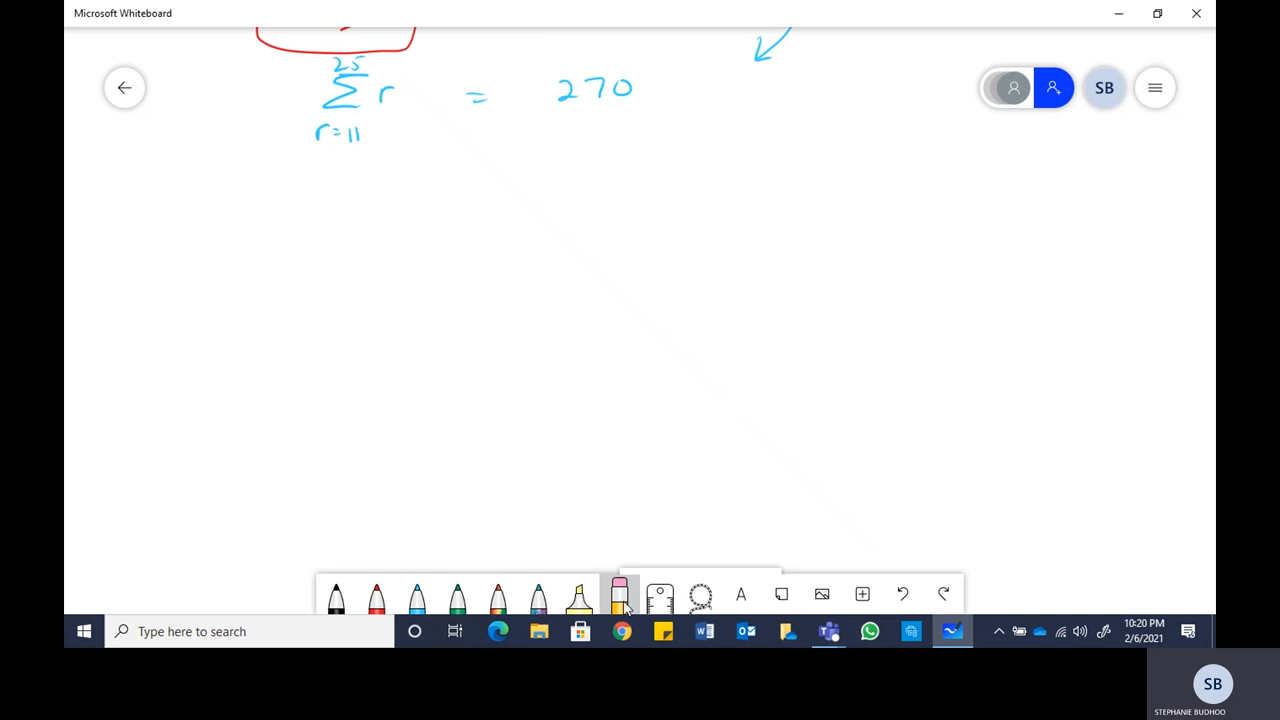 Microsoft Whiteboard
25
∑ r = 270
r=11
SB
A
Type here to search
10:20 PM
2/6/2021
SB
STEPHANIE BUDHOO